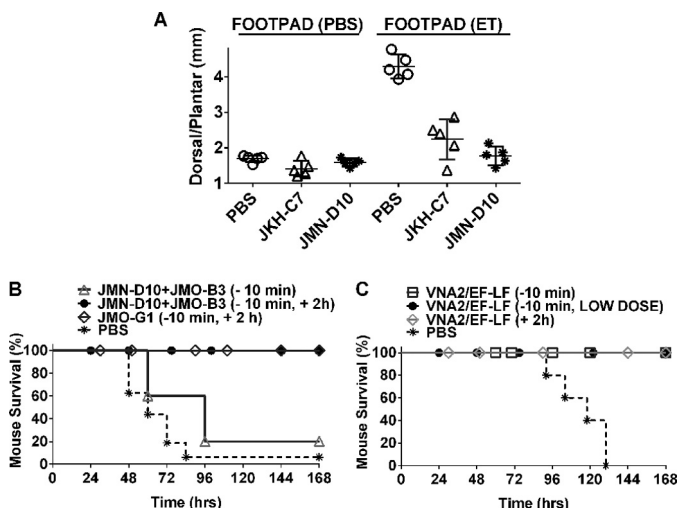 A
FOOTPAD (PBS) FOOTPAD (ET)
Dorsal/Plantar (mm)
4
3
2
1
PBS JKH-C7 JMN-D10 PBS JKH-C7 JMN-D10
B
JMN-D10+JMO-B3 (- 10 min)
JMN-D10+JMO-B3 (- 10 min, + 2h)
JMO-G1 (-10 min, + 2 h)
PBS
Mouse Survival (%)
100
80
60
40
20
0
0 24 48 72 96 120 144 168
Time (hrs)
C
VNA2/EF-LF (-10 min)
VNA2/EF-LF (-10 min, LOW DOSE)
VNA2/EF-LF (+ 2h)
PBS
Mouse Survival (%)
100
80
60
40
20
0
0 24 48 72 96 120 144 168
Time (hrs)